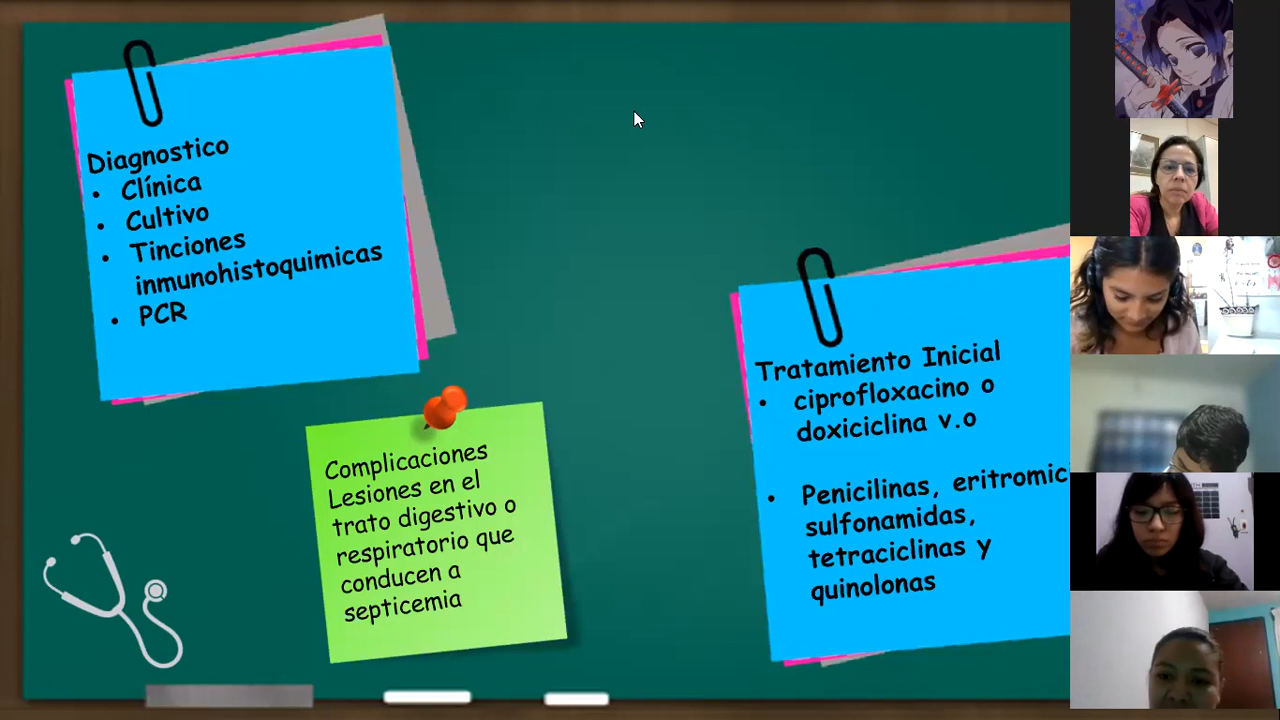 Diagnostico
• Clínica
• Cultivo
• Tinciones
inmunohistoquimicas
• PCR
Complicaciones
Lesiones en el
trato digestivo o
respiratorio que
conducen a
septicemia
Tratamiento Inicial
• ciprofloxacino o
doxiciclina v.o
• Penicilinas, eritromic
sulfonamidas,
tetraciclinas y
quinolonas